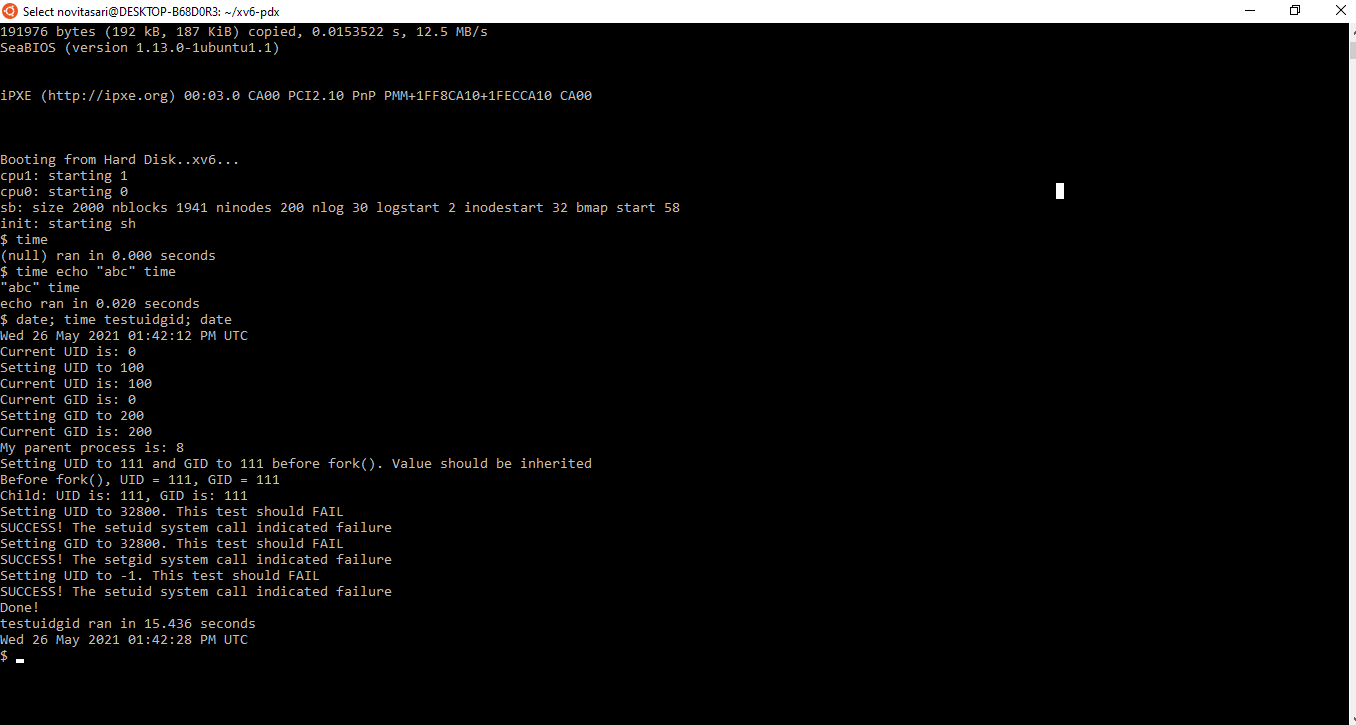 Select novitasari@DESKTOP-B68D0R3: ~/xv6-pdx
191976 bytes (192 kB, 187 KiB) copied, 0.0153522 s, 12.5 MB/s
SeaBIOS (version 1.13.0-1ubuntu1.1)
iPXE (http://ipxe.org) 00:03.0 CA00 PCI2.10 PnP PMM+1FF8CA10+1FECCA10 CA00
Booting from Hard Disk..xv6...
cpu1: starting 1
cpu0: starting 0
sb: size 2000 nblocks 1941 ninodes 200 nlog 30 logstart 2 inodestart 32 bmap start 58
init: starting sh
$ time
(null) ran in 0.000 seconds
$ time echo "abc" time
"abc" time
echo ran in 0.020 seconds
$ date; time testuidgid; date
Wed 26 May 2021 01:42:12 PM UTC
Current UID is: 0
Setting UID to 100
Current UID is: 100
Current GID is: 0
Setting GID to 200
Current GID is: 200
My parent process is: 8
Setting UID to 111 and GID to 111 before fork(). Value should be inherited
Before fork(), UID = 111, GID = 111
Child: UID is: 111, GID is: 111
Setting UID to 32800. This test should FAIL
SUCCESS! The setuid system call indicated failure
Setting GID to 32800. This test should FAIL
SUCCESS! The setgid system call indicated failure
Setting UID to -1. This test should FAIL
SUCCESS! The setuid system call indicated failure
Done!
testuidgid ran in 15.436 seconds
Wed 26 May 2021 01:42:28 PM UTC
$